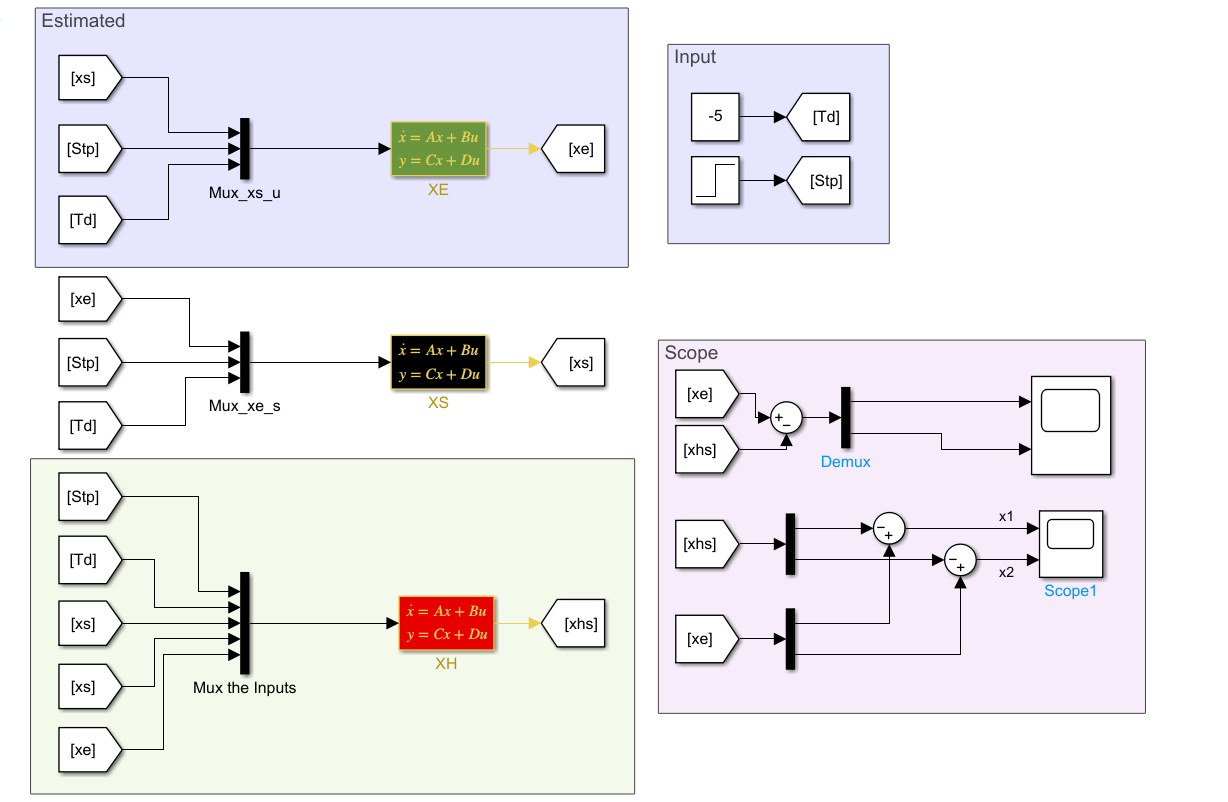 Estimated
[xs]
[Stp]
[Td]
Mux_xs_u
ẋ = Ax + Bu
y = Cx + Du
XE
[xe]
Input
-5
[Td]
[Stp]
[xe]
[Stp]
[Td]
Mux_xe_s
ẋ = Ax + Bu
y = Cx + Du
XS
[xs]
[Stp]
[Td]
[xs]
[xs]
[xe]
Mux the Inputs
ẋ = Ax + Bu
y = Cx + Du
XH
[xhs]
Scope
[xe]
[xhs]
+
−
Demux
[xhs]
[xe]
−
+
−
+
x1
x2
Scope1